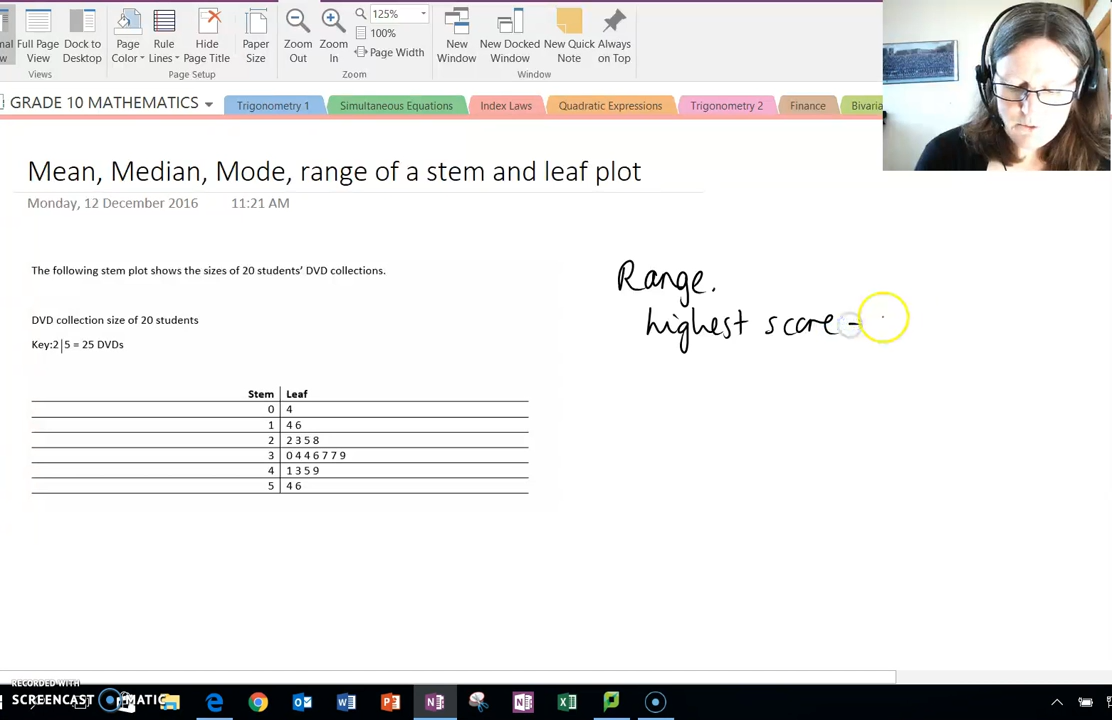 125%
Full Page View
Dock to Desktop
Views
Page Color
Rule Lines
Hide Page Title
Page Setup
Paper Size
Zoom Out
Zoom In
100%
Page Width
Zoom
New Window
New Docked Window
New Quick Note
Always on Top
Window
GRADE 10 MATHEMATICS
Trigonometry 1
Simultaneous Equations
Index Laws
Quadratic Expressions
Trigonometry 2
Finance
Bivaria
Mean, Median, Mode, range of a stem and leaf plot
Monday, 12 December 2016 11:21 AM
The following stem plot shows the sizes of 20 students' DVD collections.
DVD collection size of 20 students
Key:2|5 = 25 DVDs
Stem Leaf
0 4
1 4 6
2 2 3 5 8
3 0 4 4 6 7 7 9
4 1 3 5 9
5 4 6
Range.
highest score -
RECORDED WITH
SCREENCAST MATIC